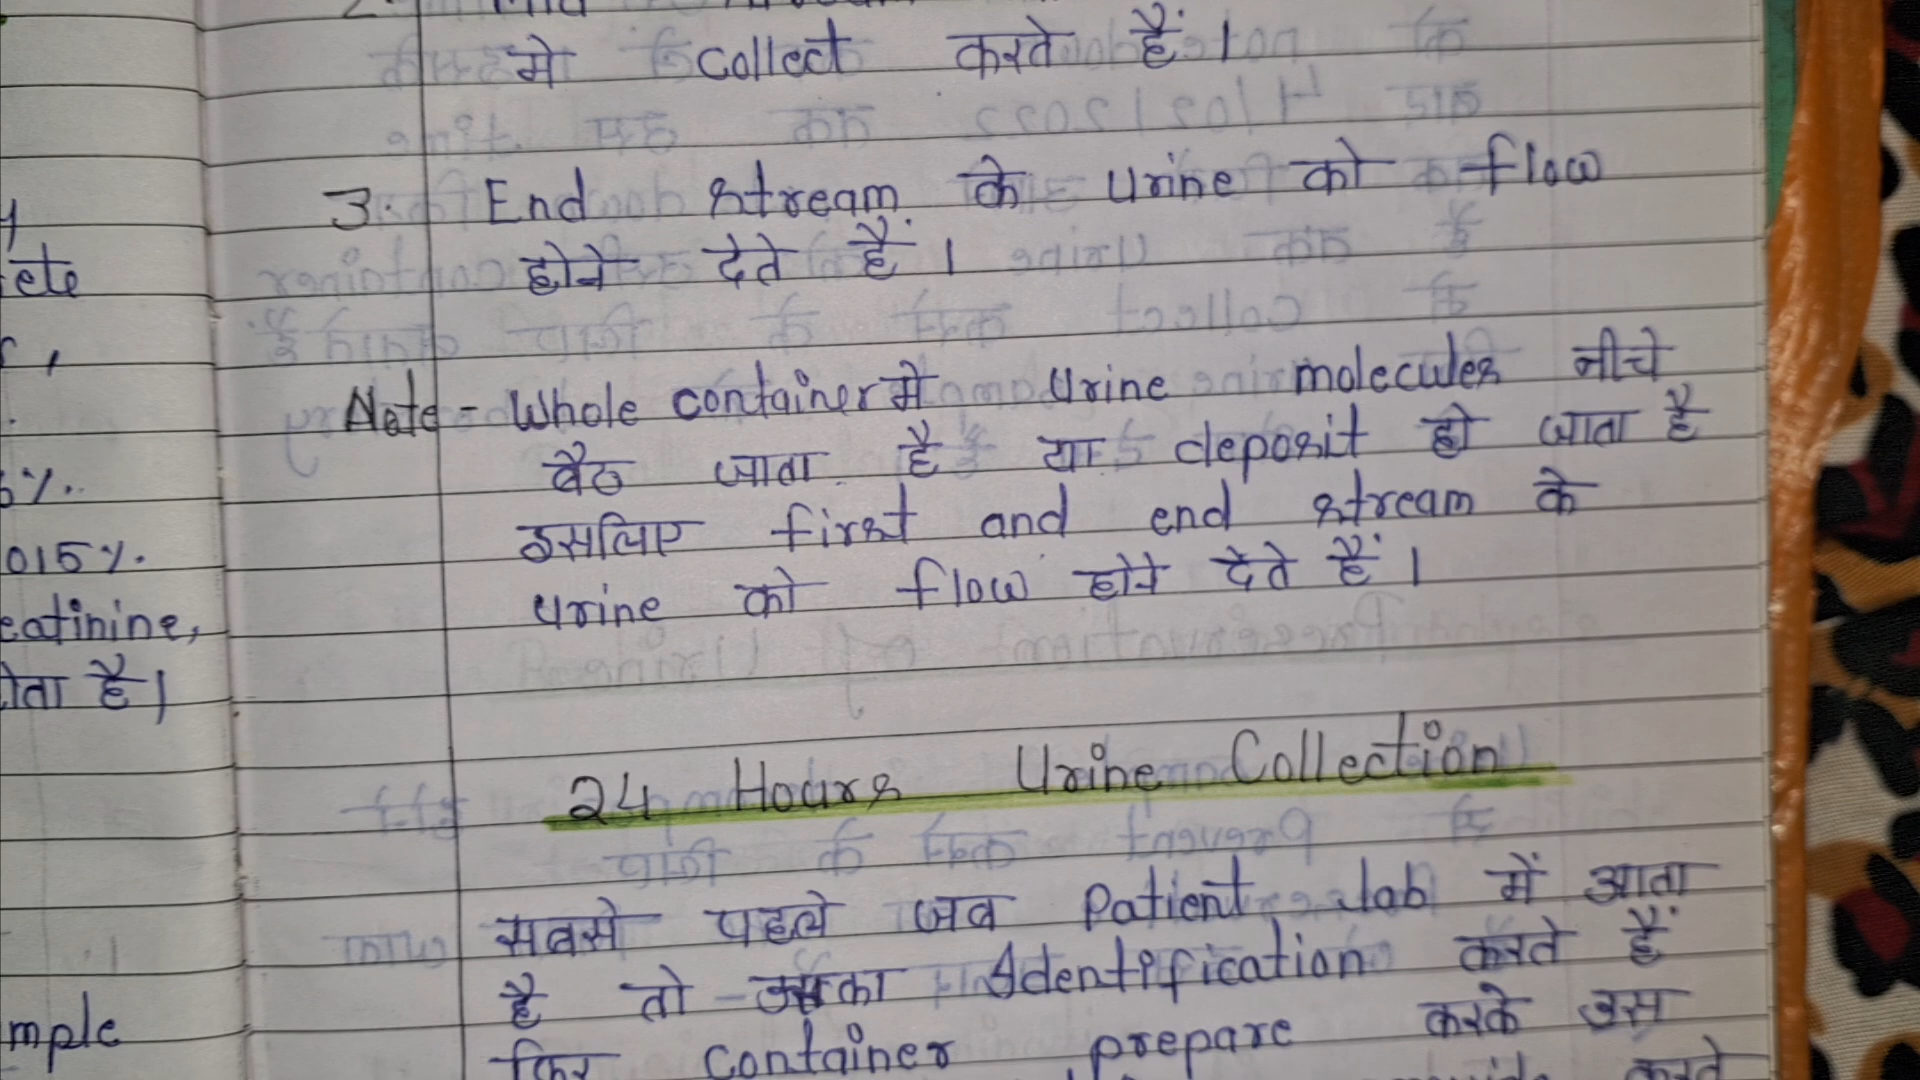 मे collect करते हैं।
3. End stream के urine को flow
होने देते हैं।
Note - Whole container मे urine molecules नीचे
बैठ जाता है या deposit हो जाता है
इसलिए first and end stream के
urine को flow होने देते हैं।
24 Hours Urine Collection
सबसे पहले जब Patient lab में आता
है तो उसका Identification करते हैं
फिर container prepare करके उस
करते
ete
015%.
eatinine,
होता है।
mple